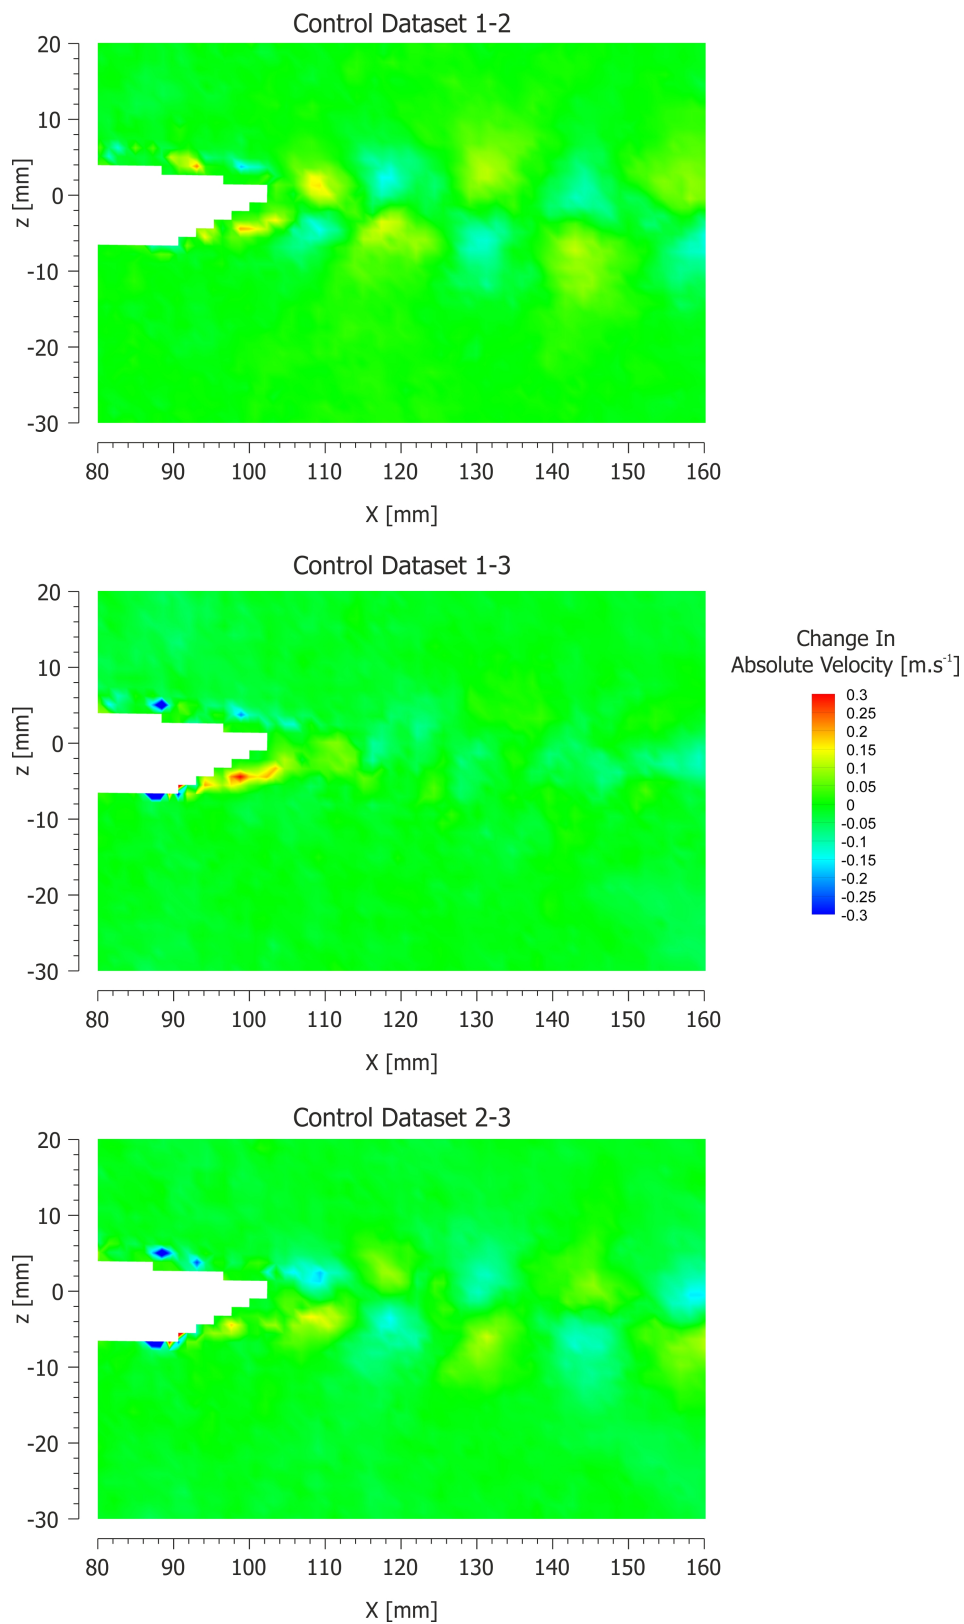 Control Dataset 1-2
20
10
0
-10
-20
-30
z [mm]
80 90 100 110 120 130 140 150 160
X [mm]
Control Dataset 1-3
20
10
0
-10
-20
-30
z [mm]
80 90 100 110 120 130 140 150 160
X [mm]
Change In
Absolute Velocity [m.s⁻¹]
0.3
0.25
0.2
0.15
0.1
0.05
0
-0.05
-0.1
-0.15
-0.2
-0.25
-0.3
Control Dataset 2-3
20
10
0
-10
-20
-30
z [mm]
80 90 100 110 120 130 140 150 160
X [mm]